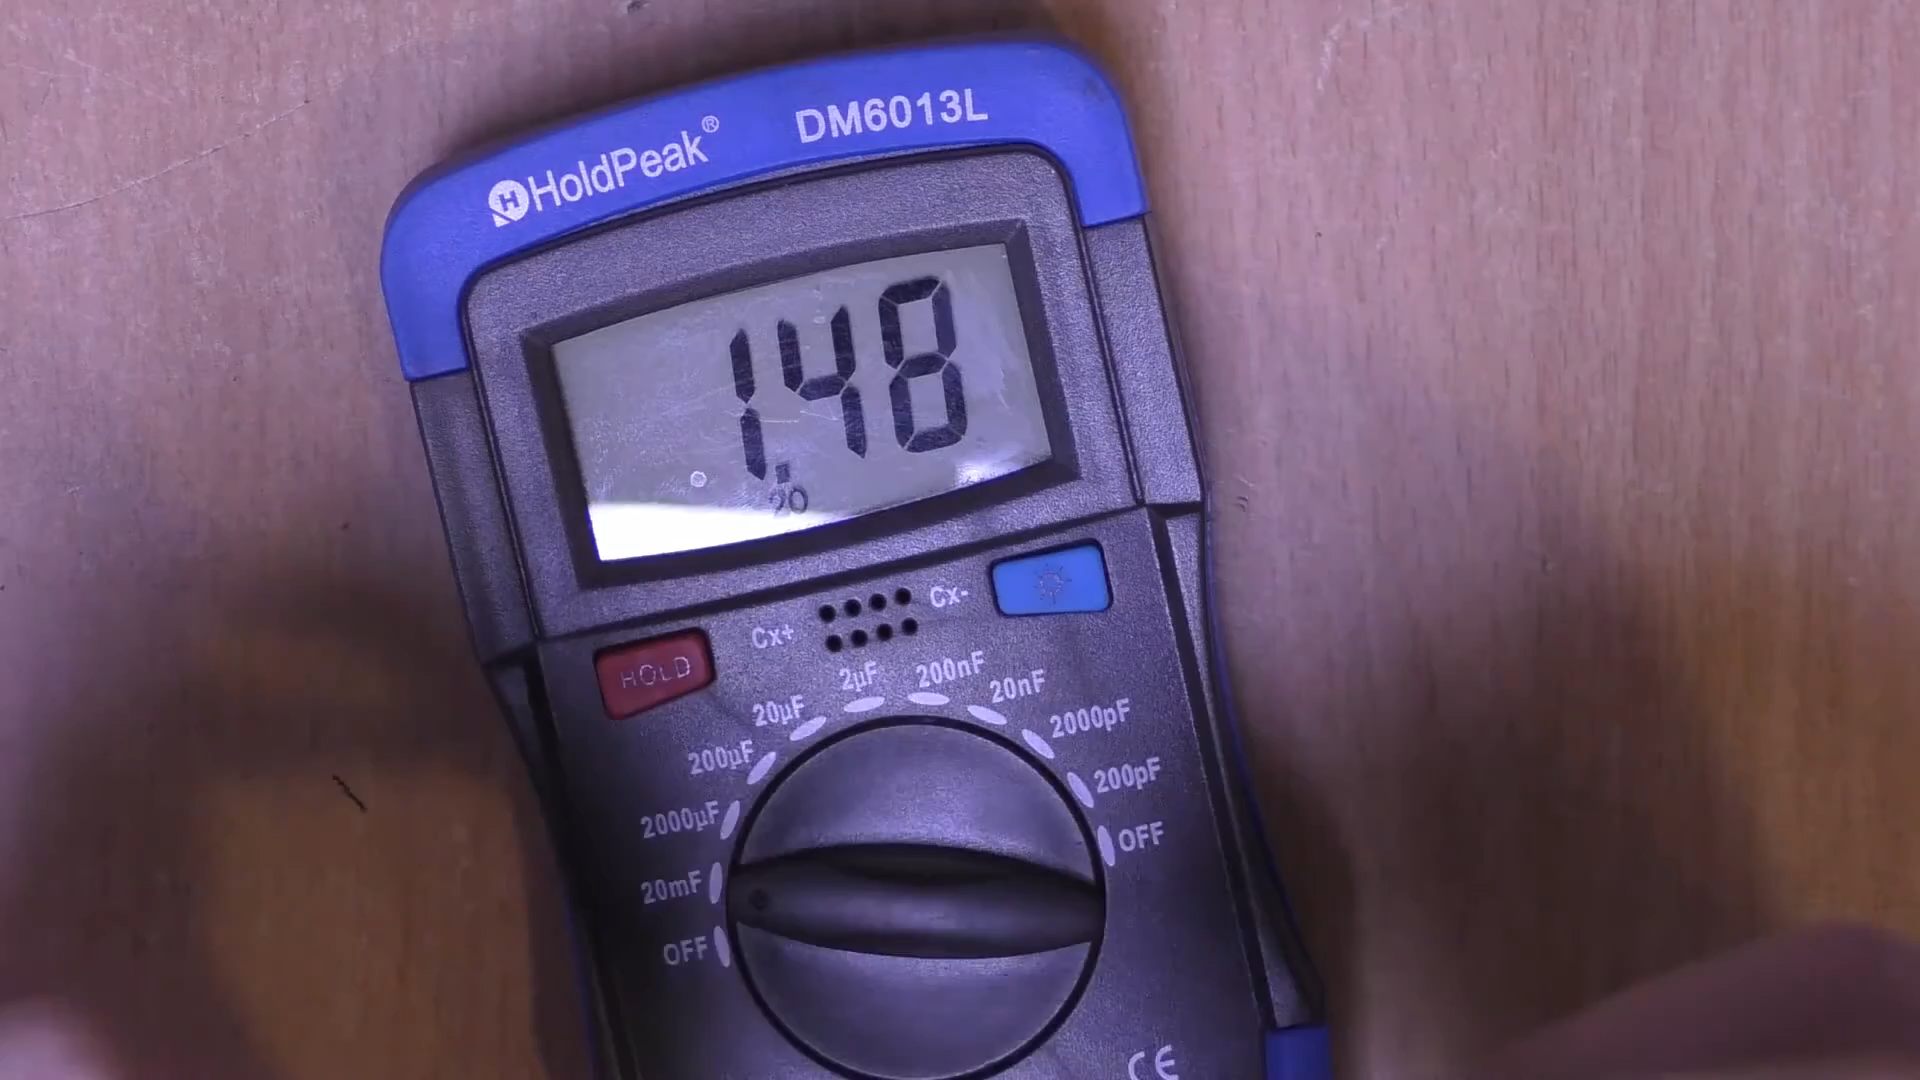 HoldPeak® DM6013L
1.48
20
Cx+ Cx-
HOLD
2µF 200nF
20µF 20nF
200µF 2000pF
2000µF 200pF
20mF OFF
OFF
CE